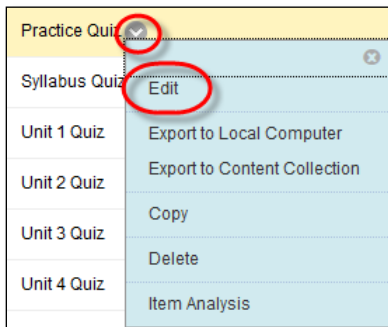 Practice Quiz
Syllabus Quiz
Edit
Unit 1 Quiz
Export to Local Computer
Export to Content Collection
Unit 2 Quiz
Copy
Unit 3 Quiz
Delete
Unit 4 Quiz
Item Analysis